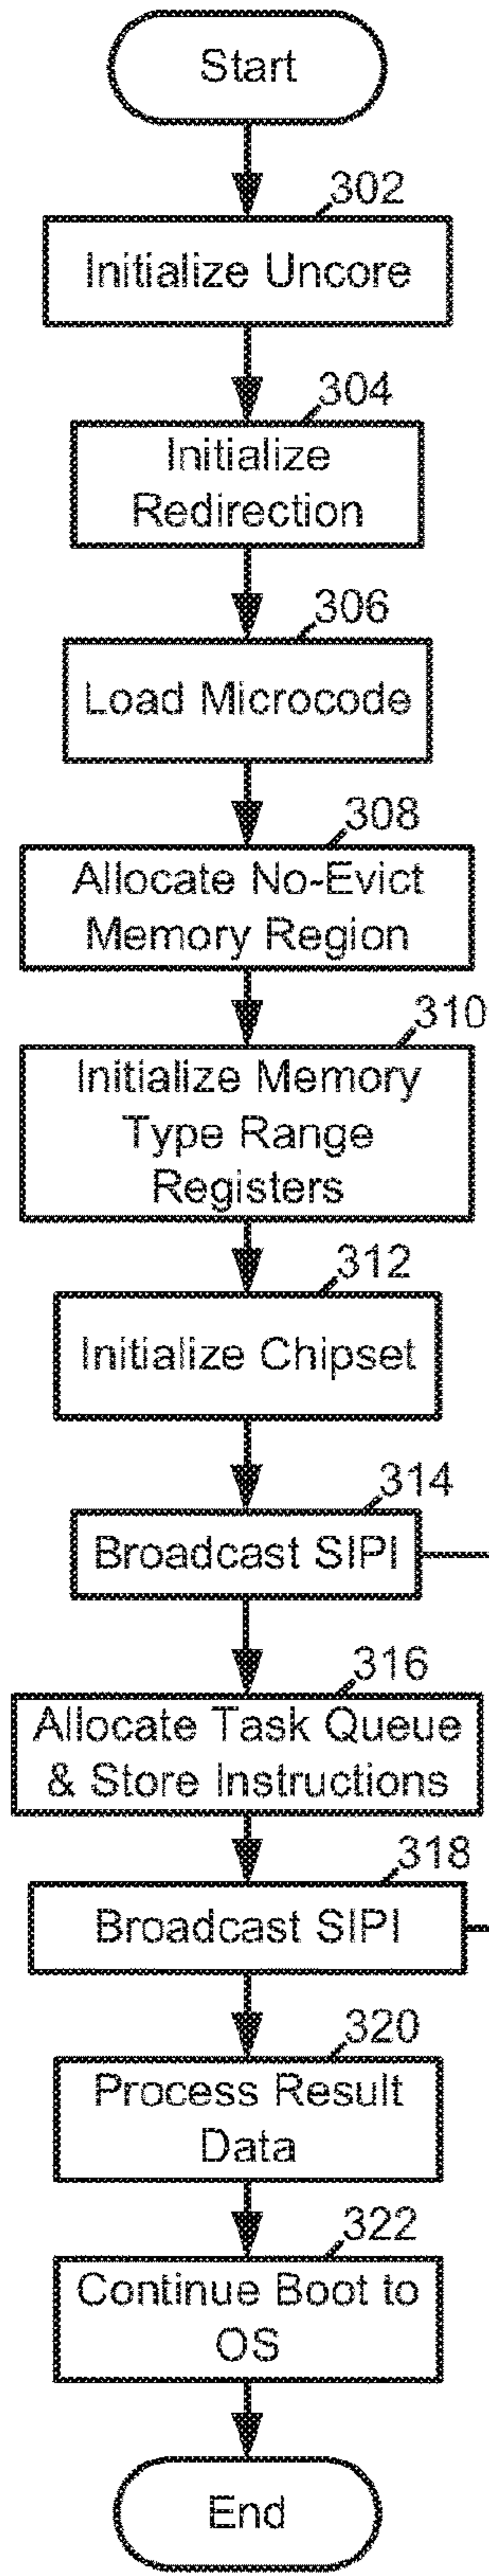 Start
302
Initialize Uncore
304
Initialize
Redirection
306
Load Microcode
308
Allocate No-Evict
Memory Region
310
Initialize Memory
Type Range
Registers
312
Initialize Chipset
314
Broadcast SIPI
316
Allocate Task Queue
& Store Instructions
318
Broadcast SIPI
320
Process Result
Data
322
Continue Boot to
OS
End